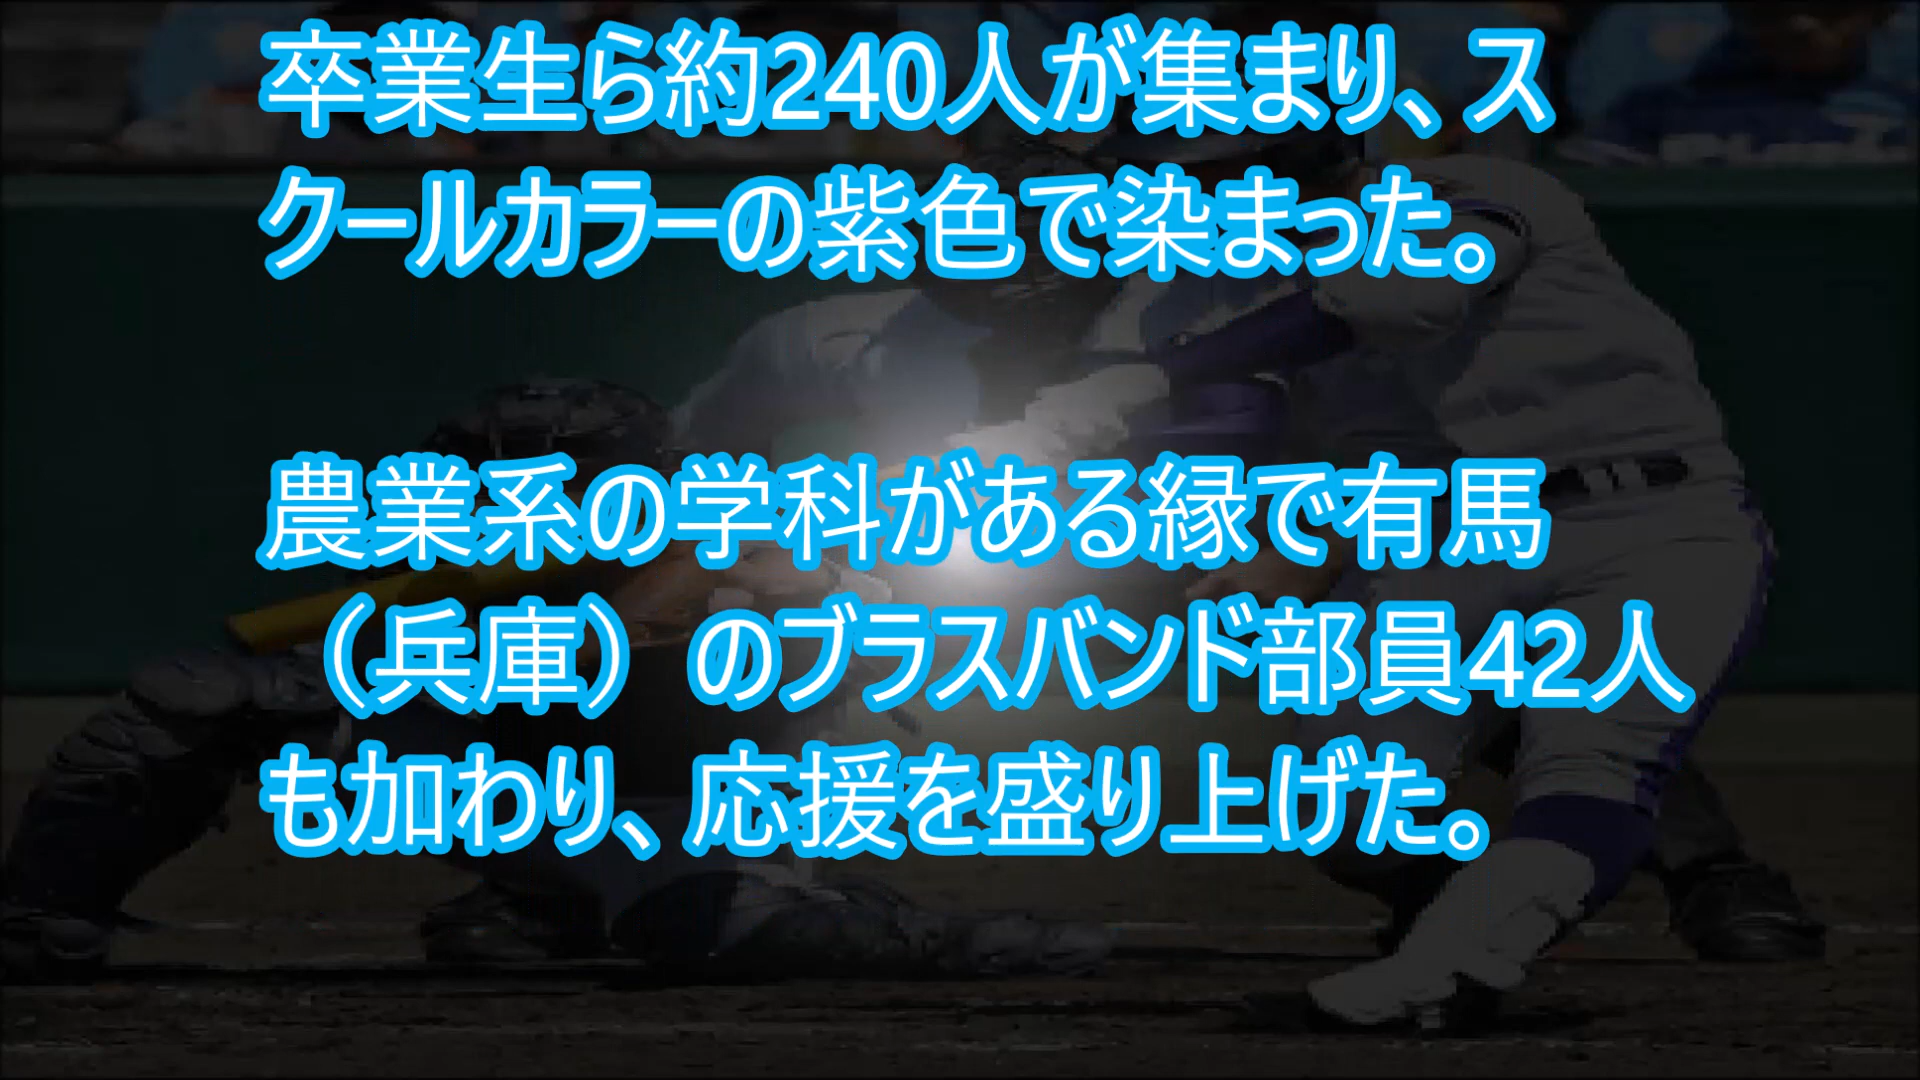 卒業生ら約240人が集まり、ス
クールカラーの紫色で染まった。
農業系の学科がある縁で有馬
（兵庫）のブラスバンド部員42人
も加わり、応援を盛り上げた。